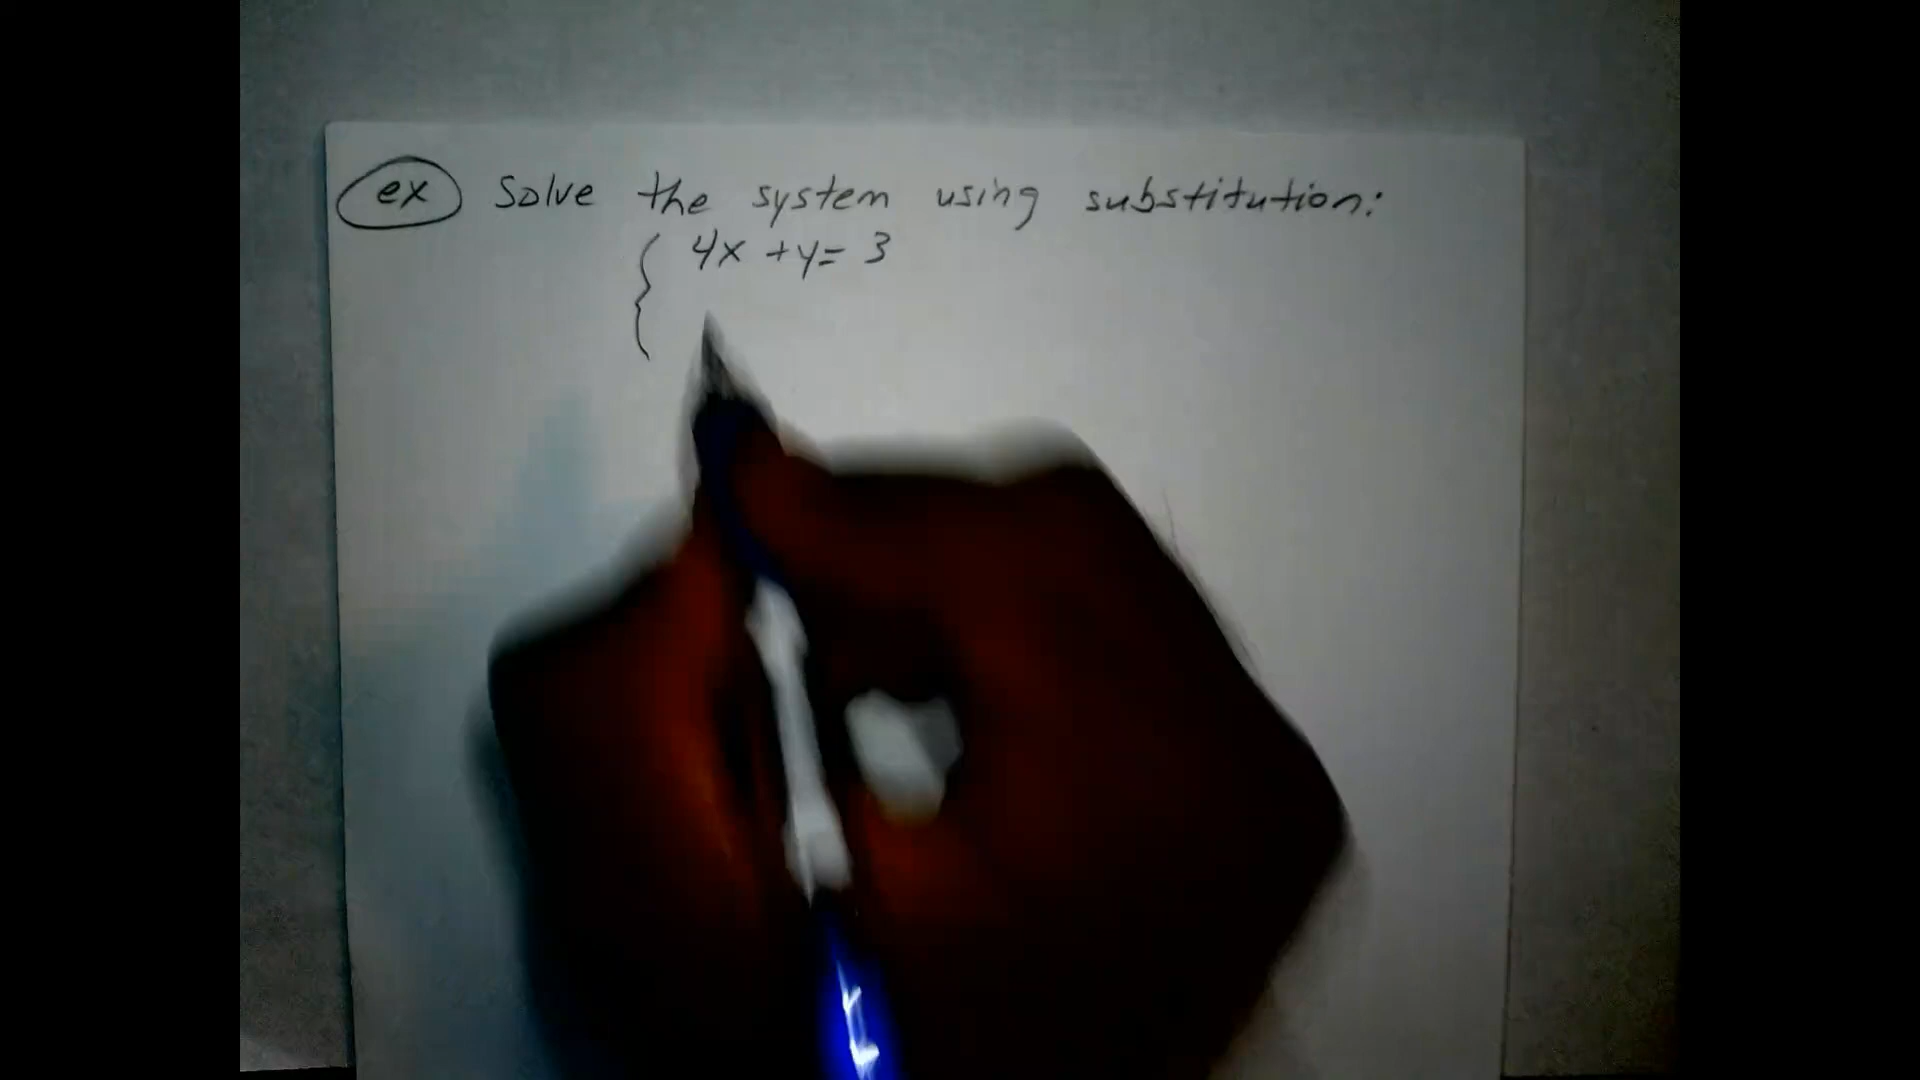 ex Solve the system using substitution:
4x + y = 3